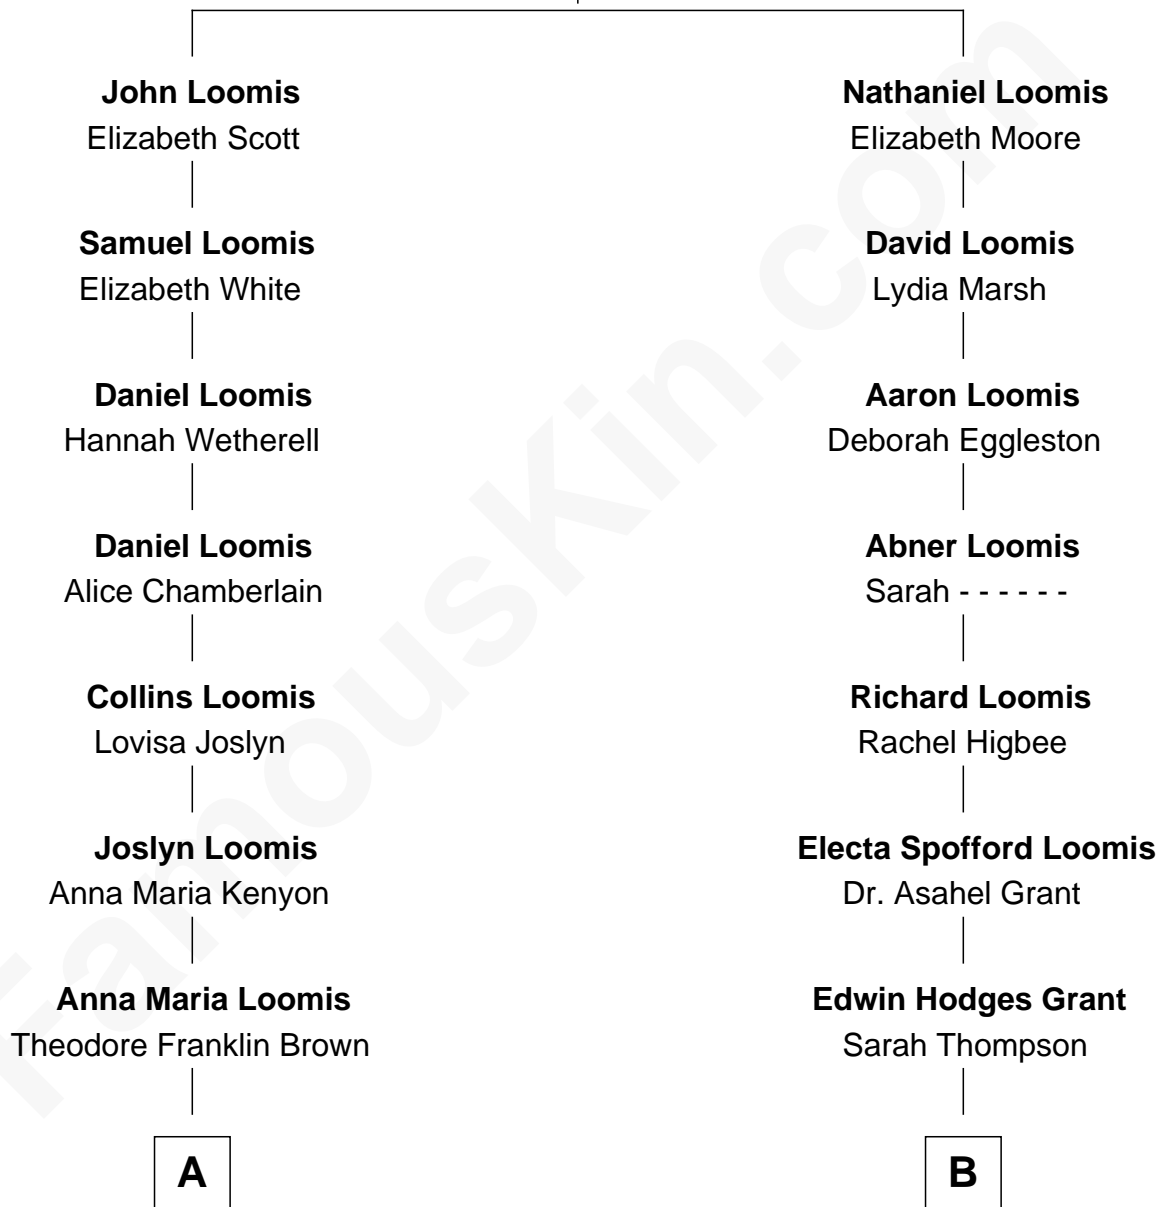 John Loomis
Elizabeth Scott
Samuel Loomis
Elizabeth White
Daniel Loomis
Hannah Wetherell
Daniel Loomis
Alice Chamberlain
Collins Loomis
Lovisa Joslyn
Joslyn Loomis
Anna Maria Kenyon
Anna Maria Loomis
Theodore Franklin Brown
A
Nathaniel Loomis
Elizabeth Moore
David Loomis
Lydia Marsh
Aaron Loomis
Deborah Eggleston
Abner Loomis
Sarah - - - - - -
Richard Loomis
Rachel Higbee
Electa Spofford Loomis
Dr. Asahel Grant
Edwin Hodges Grant
Sarah Thompson
B
FamousKin.com